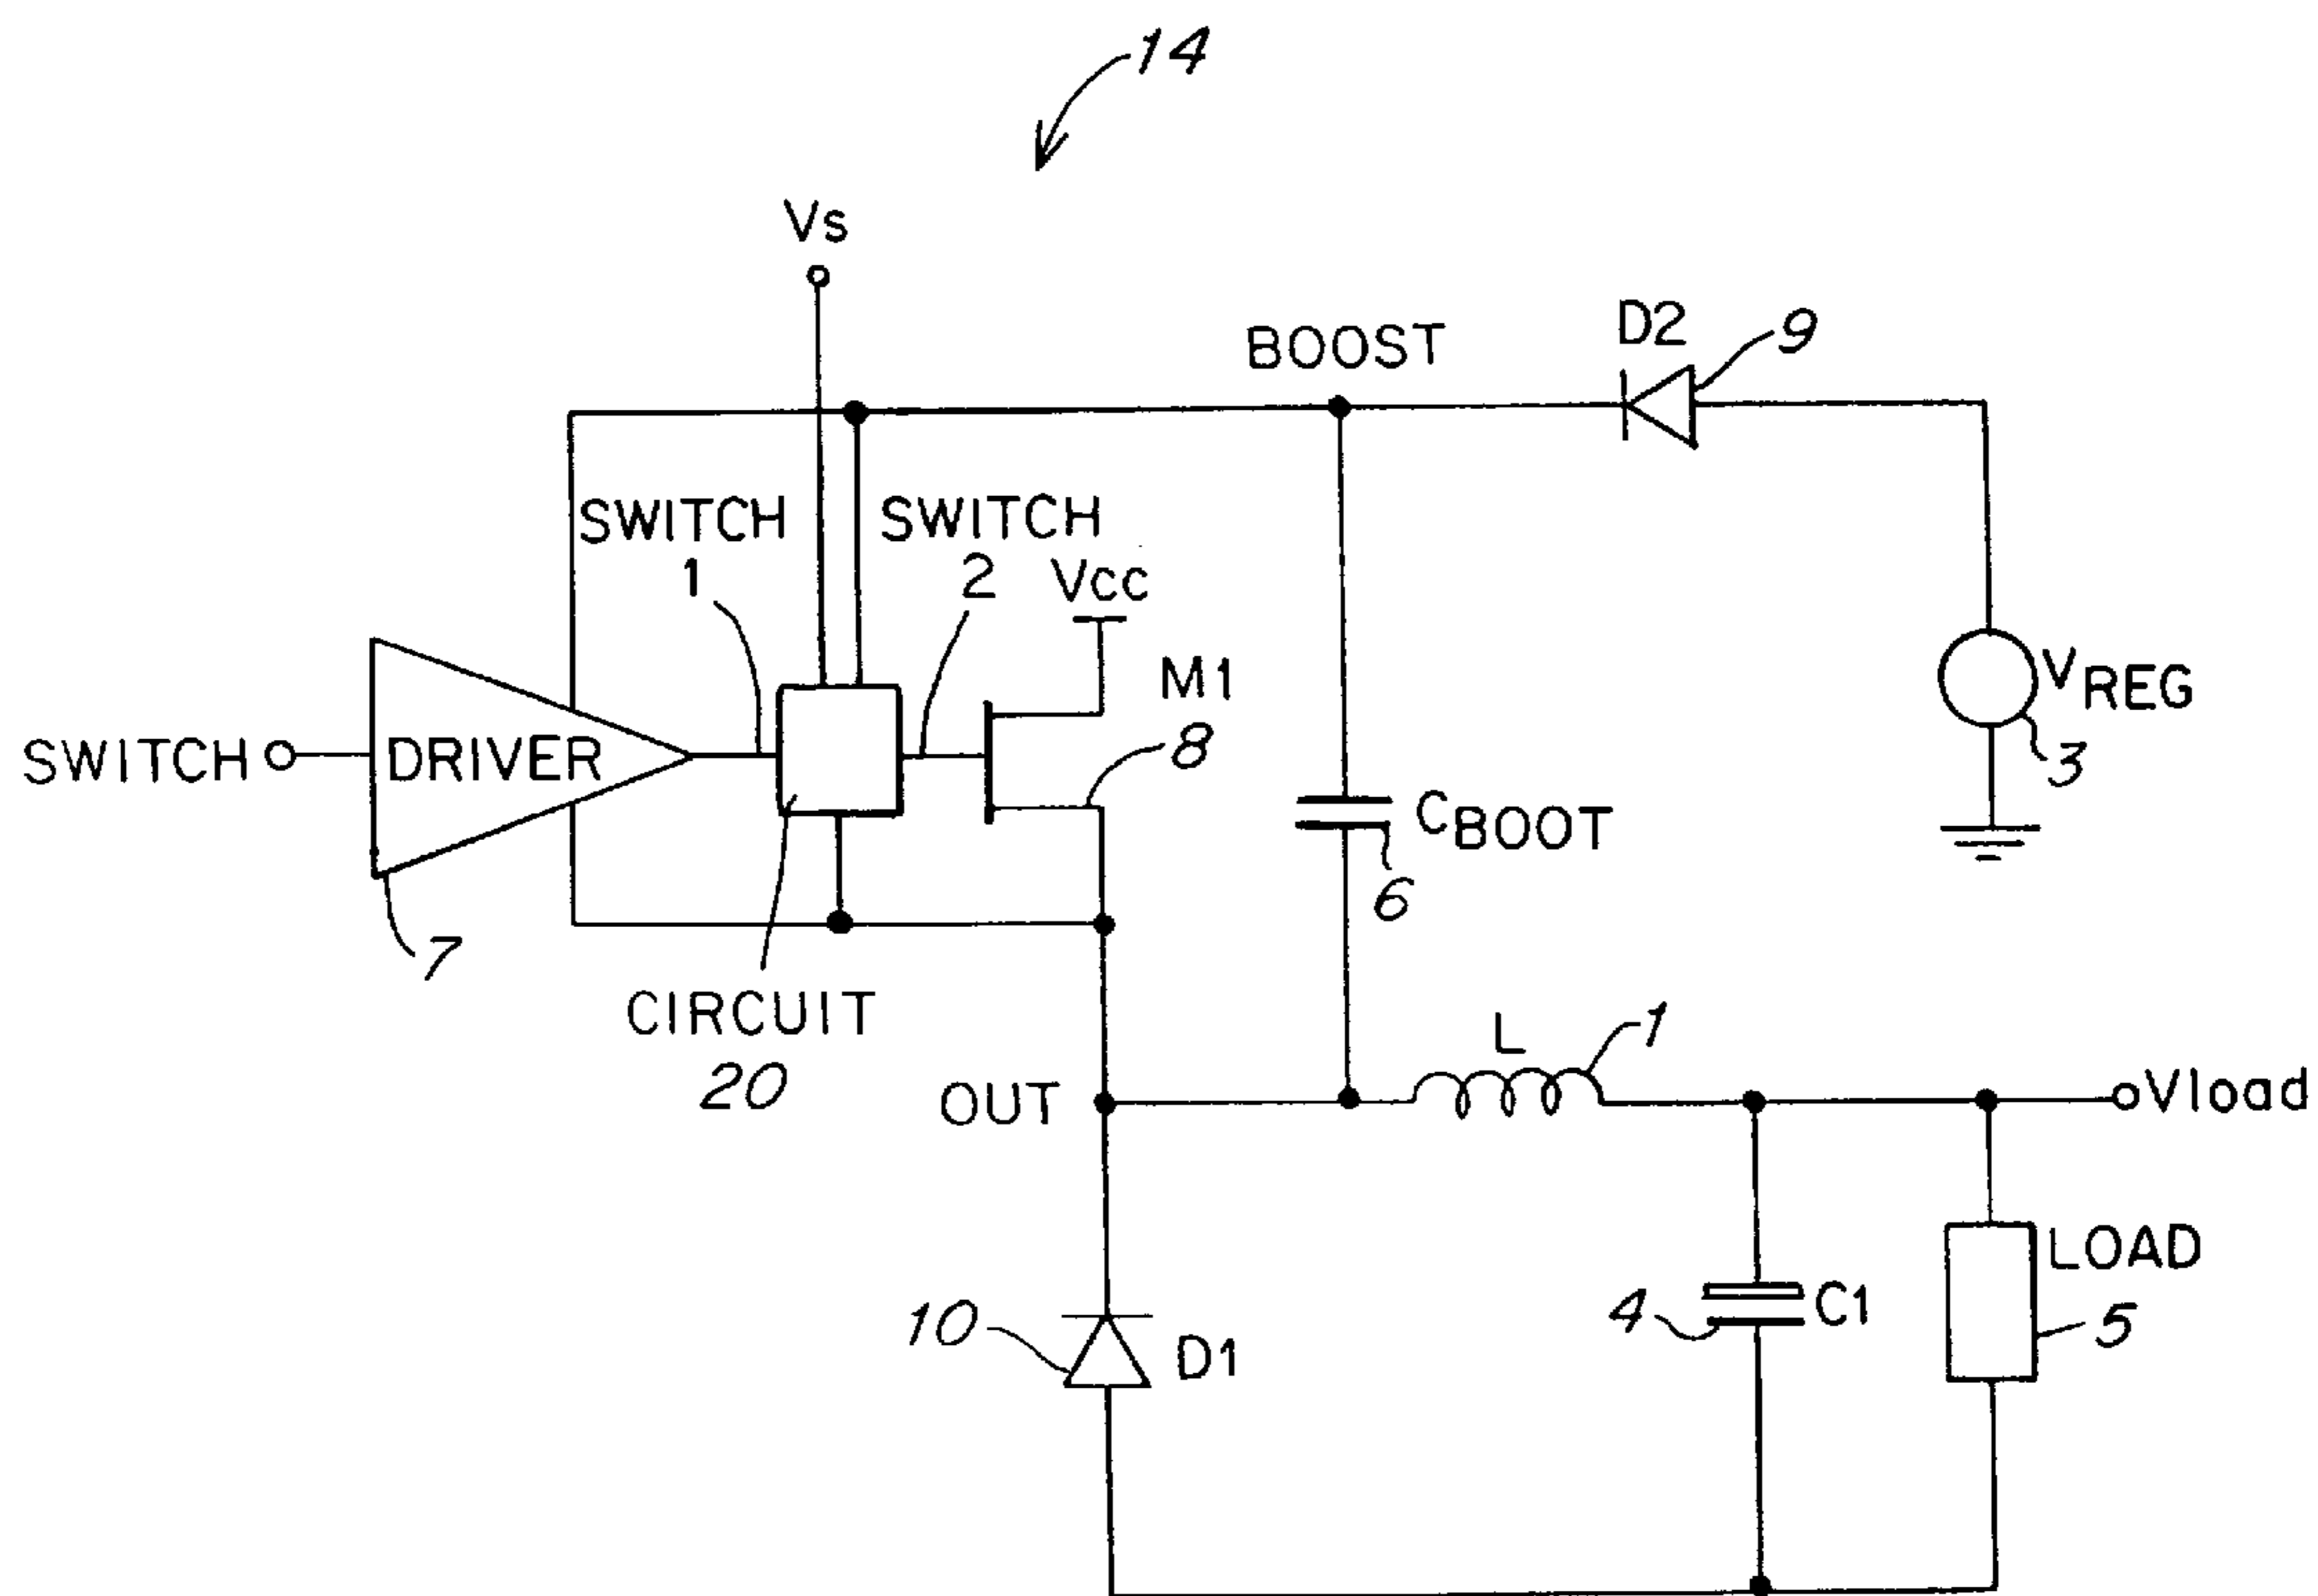 14
Vs
D2
9
BOOST
SWITCH
1
SWITCH
2
Vcc
M1
8
VREG
3
SWITCH
DRIVER
7
CBOOT
6
CIRCUIT
20
L
1
OUT
Vload
LOAD
5
4
C1
10
D1